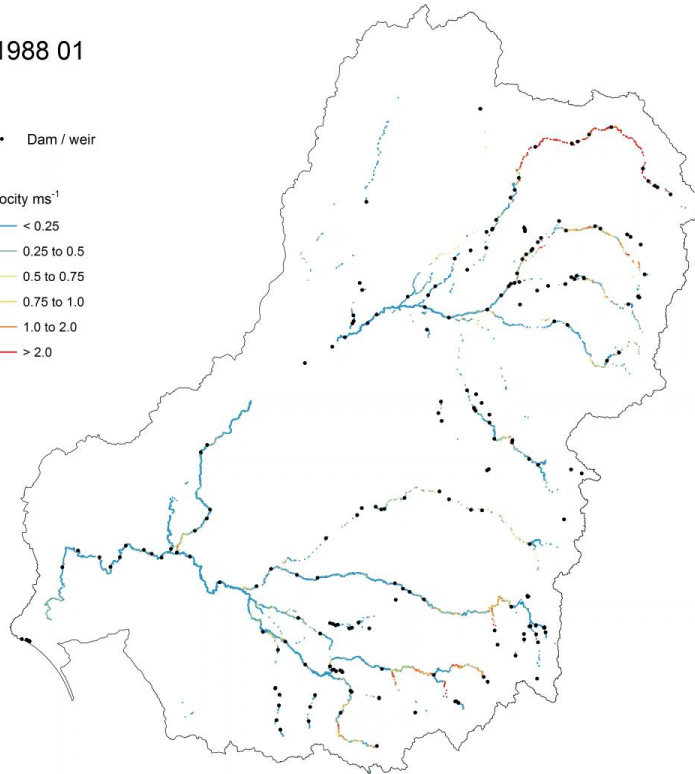 1988 01
Dam / weir
ocity ms-1
< 0.25
0.25 to 0.5
0.5 to 0.75
0.75 to 1.0
1.0 to 2.0
> 2.0